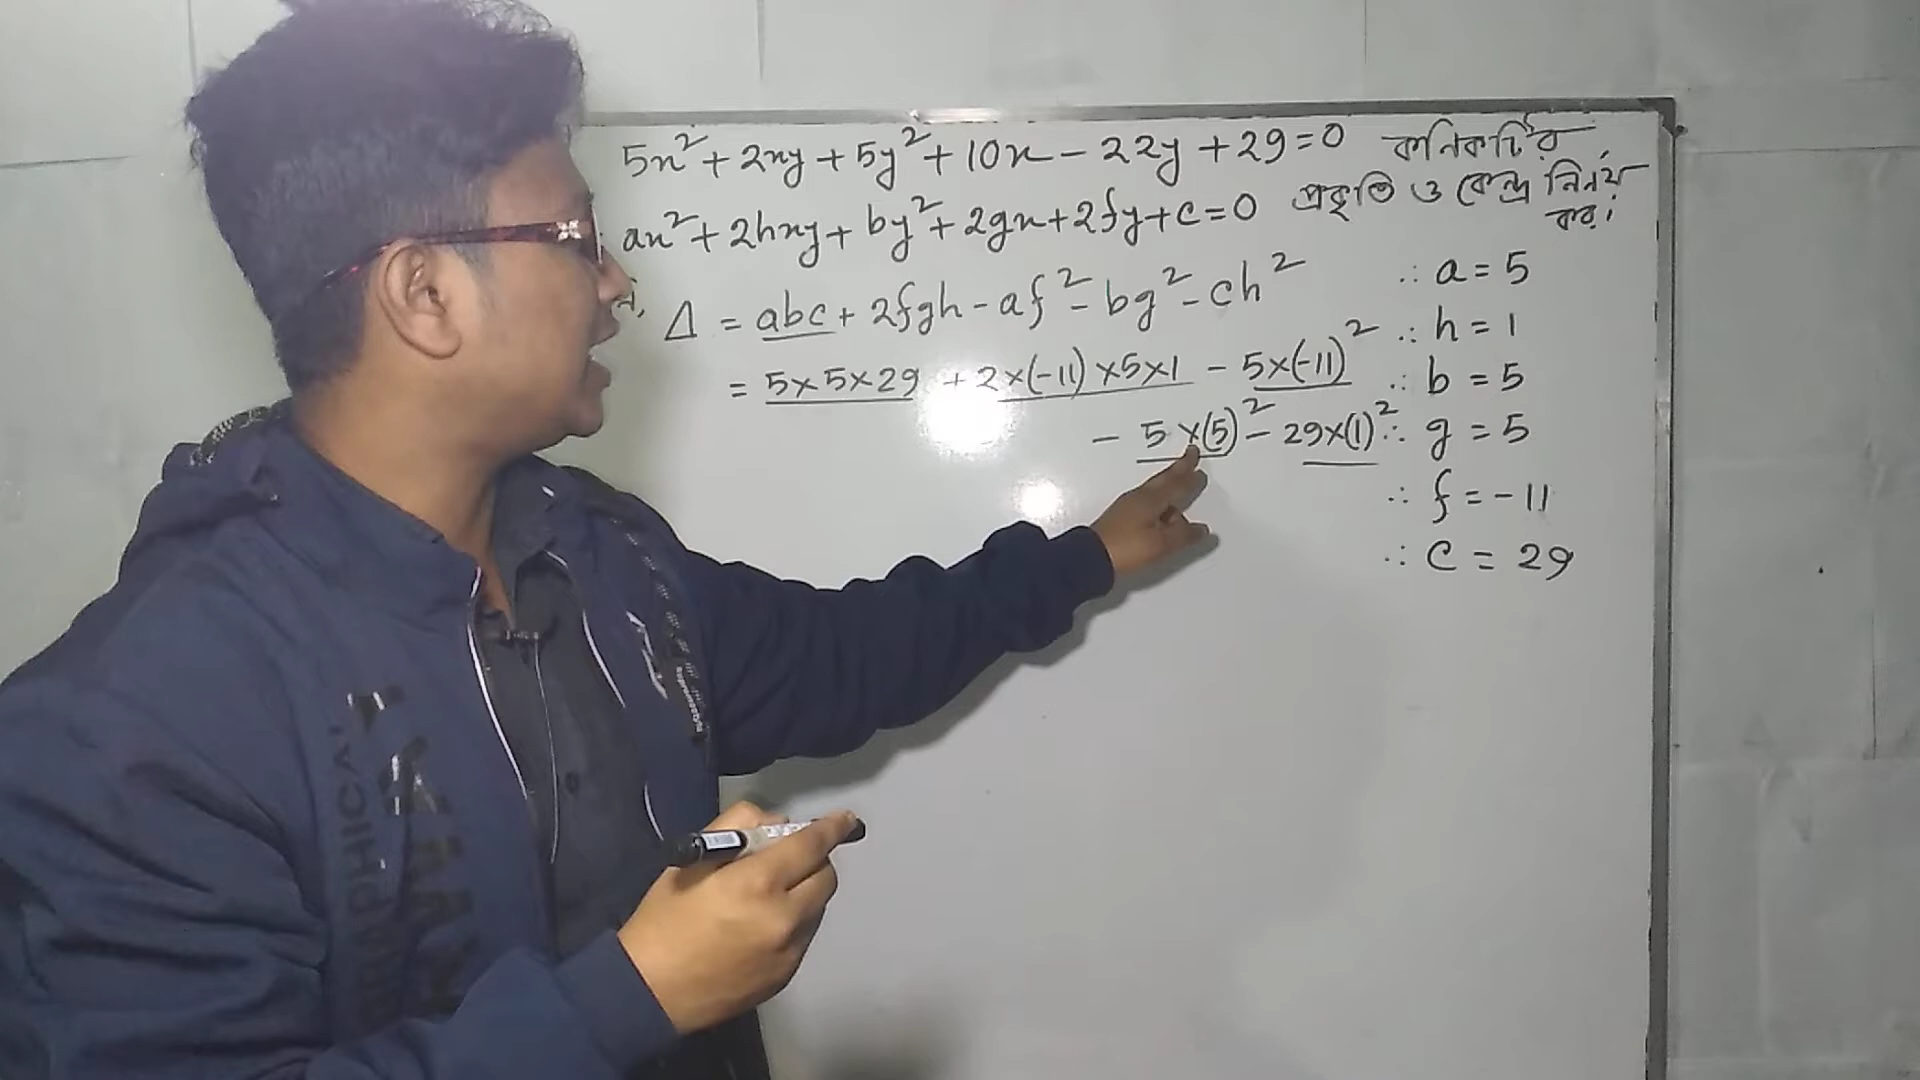 5x² + 2xy + 5y² + 10x - 22y + 29 = 0 কনিকটির
প্রকৃতি ও কেন্দ্র নির্নয়
কর।
ax² + 2hxy + by² + 2gx + 2fy + c = 0
Δ = abc + 2fgh - af² - bg² - ch²
= 5×5×29 + 2×(-11)×5×1 - 5×(-11)²
- 5×(5)² - 29×(1)²
∴ a = 5
∴ h = 1
∴ b = 5
∴ g = 5
∴ f = -11
∴ c = 29